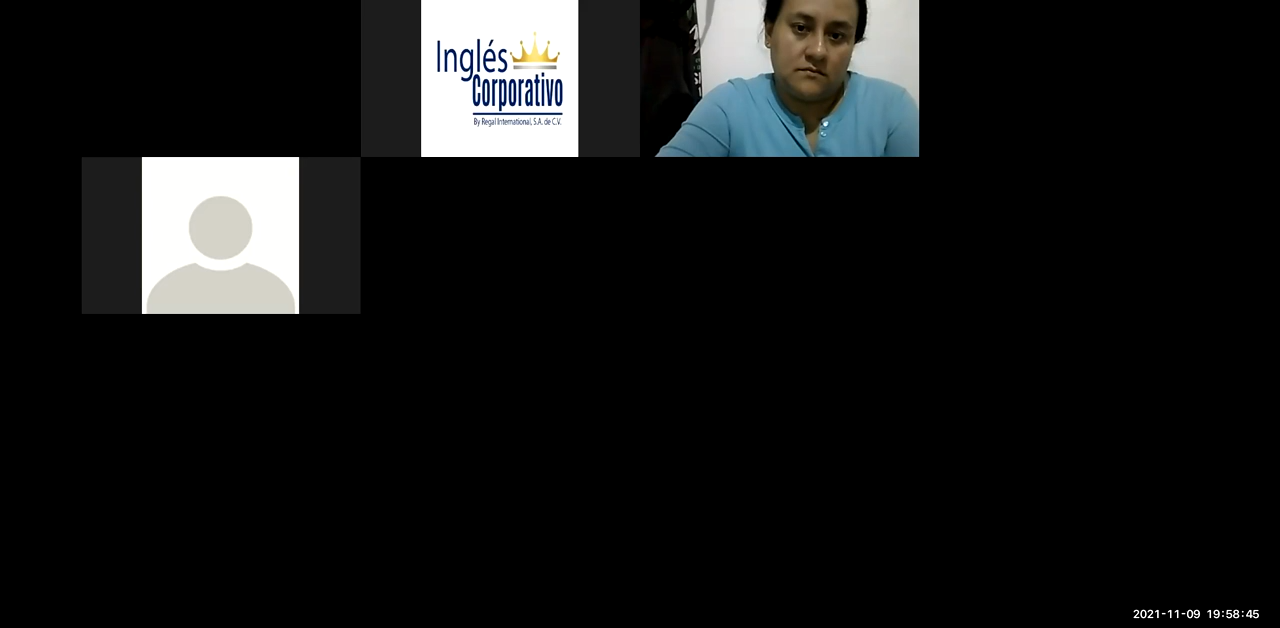 Inglés
Corporativo
By Regal International, S.A. de C.V.
2021-11-09 19:58:45